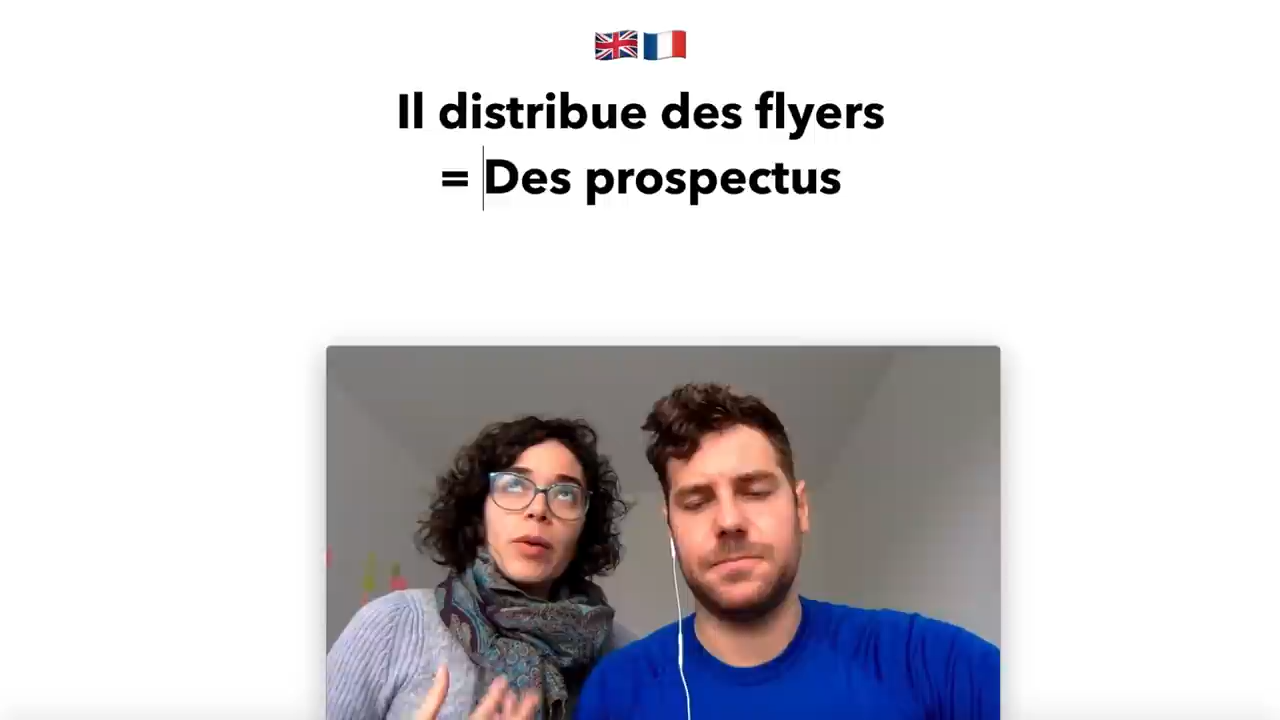 Il distribue des flyers
= Des prospectus